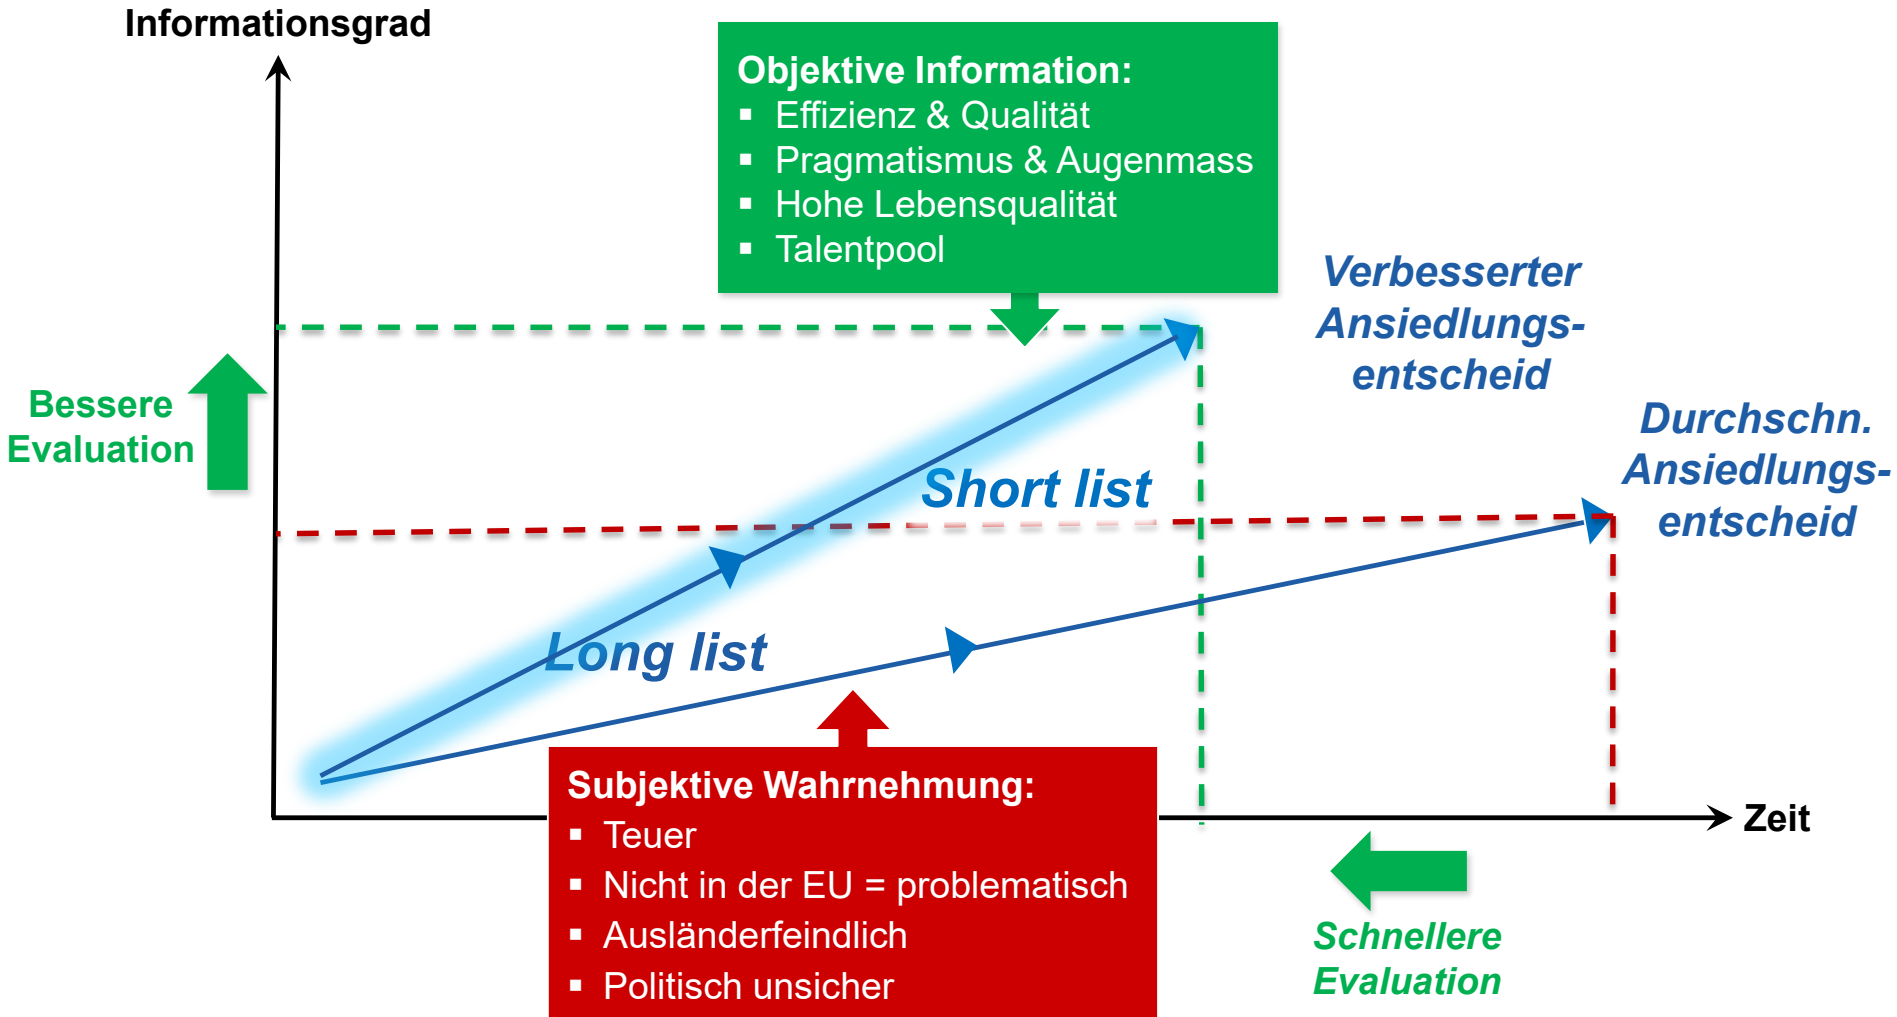 Informationsgrad
Objektive Information:
▪ Effizienz & Qualität
▪ Pragmatismus & Augenmass
▪ Hohe Lebensqualität
▪ Talentpool
Verbesserter
Ansiedlungs-
entscheid
Bessere
Evaluation
Durchschn.
Ansiedlungs-
entscheid
Short list
Long list
Subjektive Wahrnehmung:
▪ Teuer
▪ Nicht in der EU = problematisch
▪ Ausländerfeindlich
▪ Politisch unsicher
Zeit
Schnellere
Evaluation